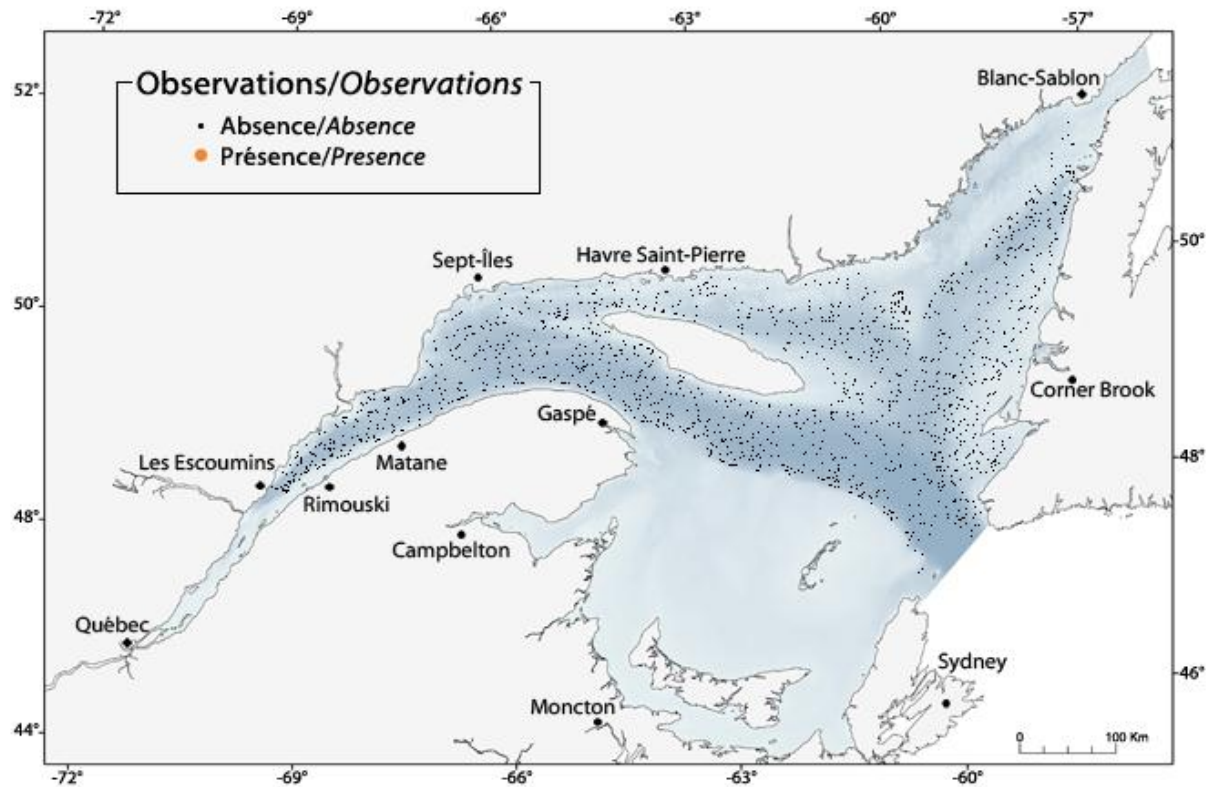 -72° -69° -66° -63° -60° -57°
Observations/Observations
Absence/Absence
Présence/Presence
52°
Blanc-Sablon
50°
Sept-Îles
Havre Saint-Pierre
50°
Corner Brook
Gaspé
Matane
Les Escoumins
48°
Rimouski
48°
Campbelton
Québec
Sydney
46°
Moncton
44°
0 100 Km
-72° -69° -66° -63° -60°